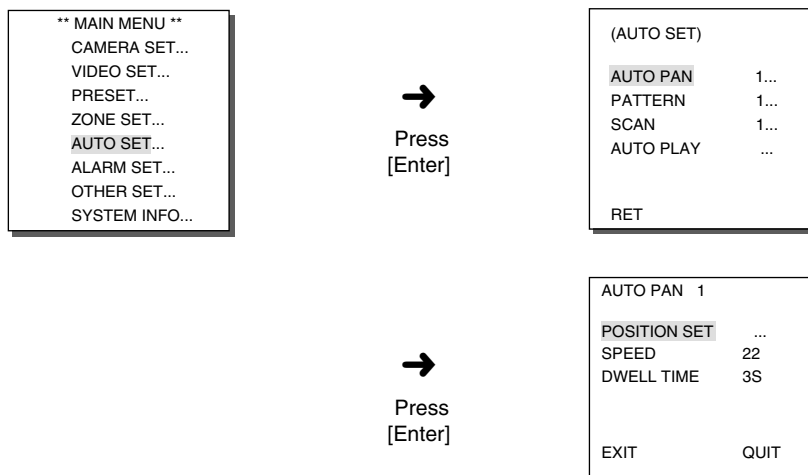 ** MAIN MENU **
CAMERA SET...
VIDEO SET...
PRESET...
ZONE SET...
AUTO SET...
ALARM SET...
OTHER SET...
SYSTEM INFO...
Press
[Enter]
(AUTO SET)
AUTO PAN 1...
PATTERN 1...
SCAN 1...
AUTO PLAY ...
RET
Press
[Enter]
AUTO PAN 1
POSITION SET ...
SPEED 22
DWELL TIME 3S
EXIT QUIT